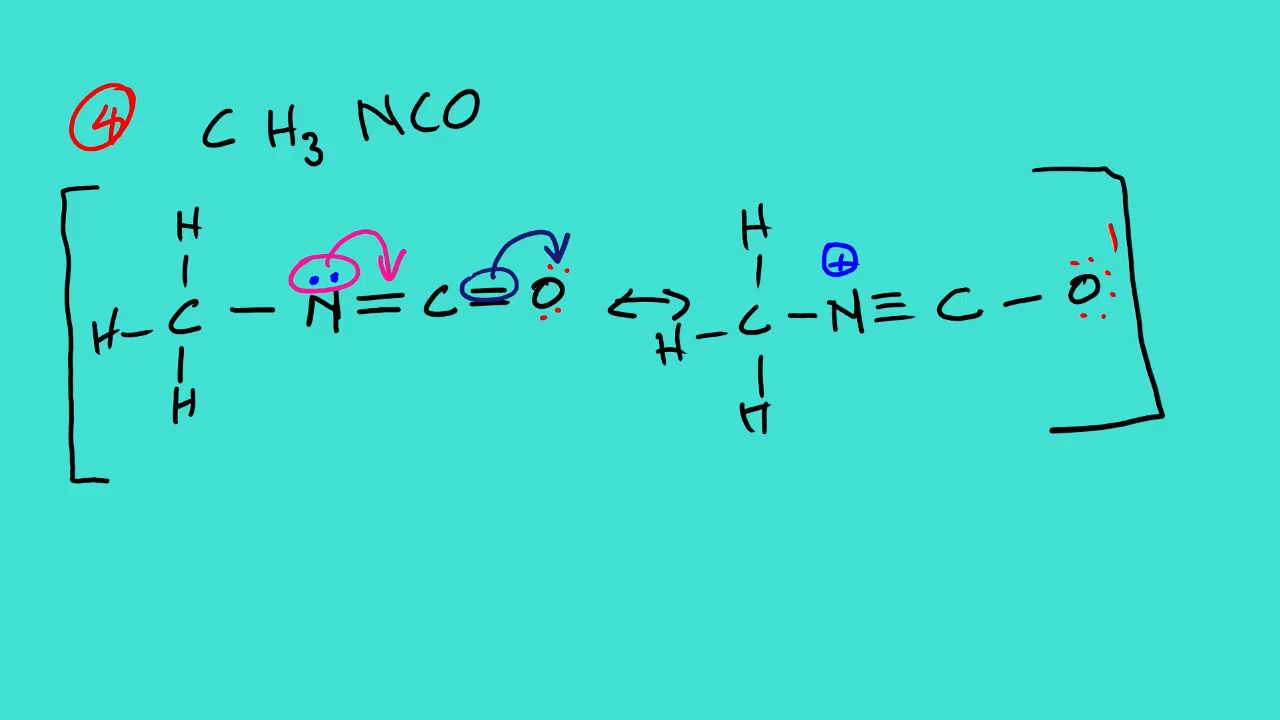 ④ CH₃NCO
H H
H–C–N̈=C=O ↔ H–C–N≡C–O
⊕
H H